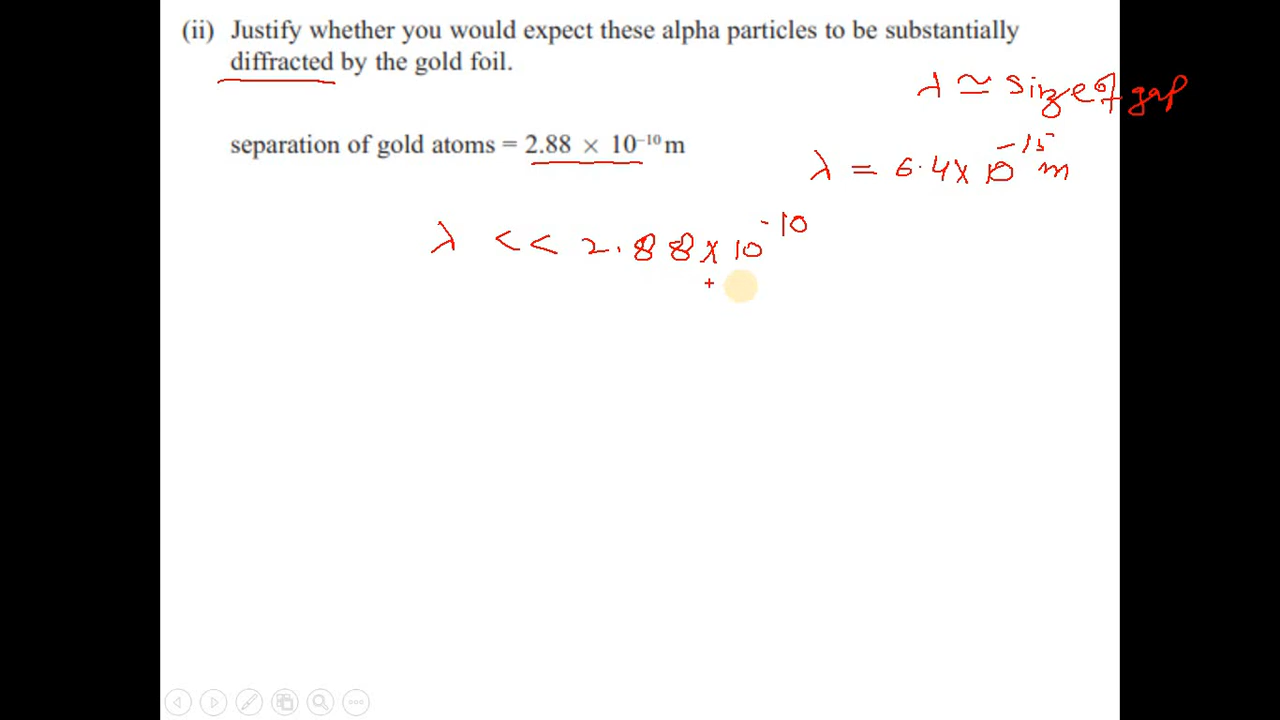 (ii) Justify whether you would expect these alpha particles to be substantially
diffracted by the gold foil.
λ ≃ size of gap
separation of gold atoms = 2.88 × 10⁻¹⁰ m
λ = 6.4 x 10⁻¹⁵ m
λ << 2.88 x 10⁻¹⁰